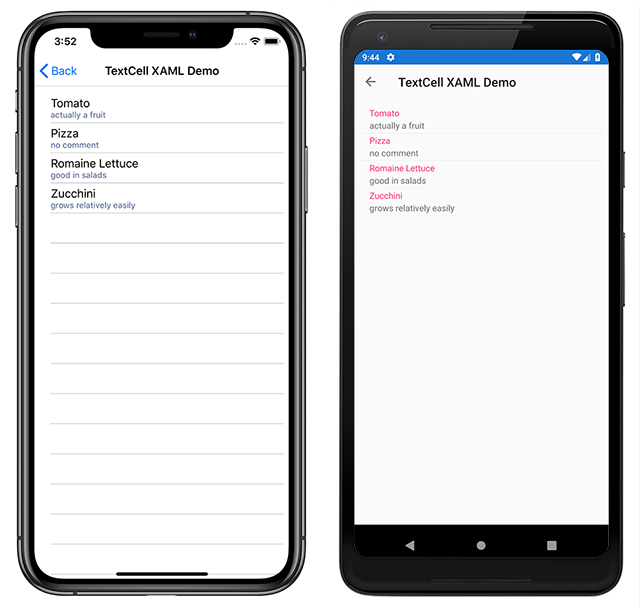 3:52
Back
TextCell XAML Demo
Tomato
actually a fruit
Pizza
no comment
Romaine Lettuce
good in salads
Zucchini
grows relatively easily
9:44
TextCell XAML Demo
Tomato
actually a fruit
Pizza
no comment
Romaine Lettuce
good in salads
Zucchini
grows relatively easily